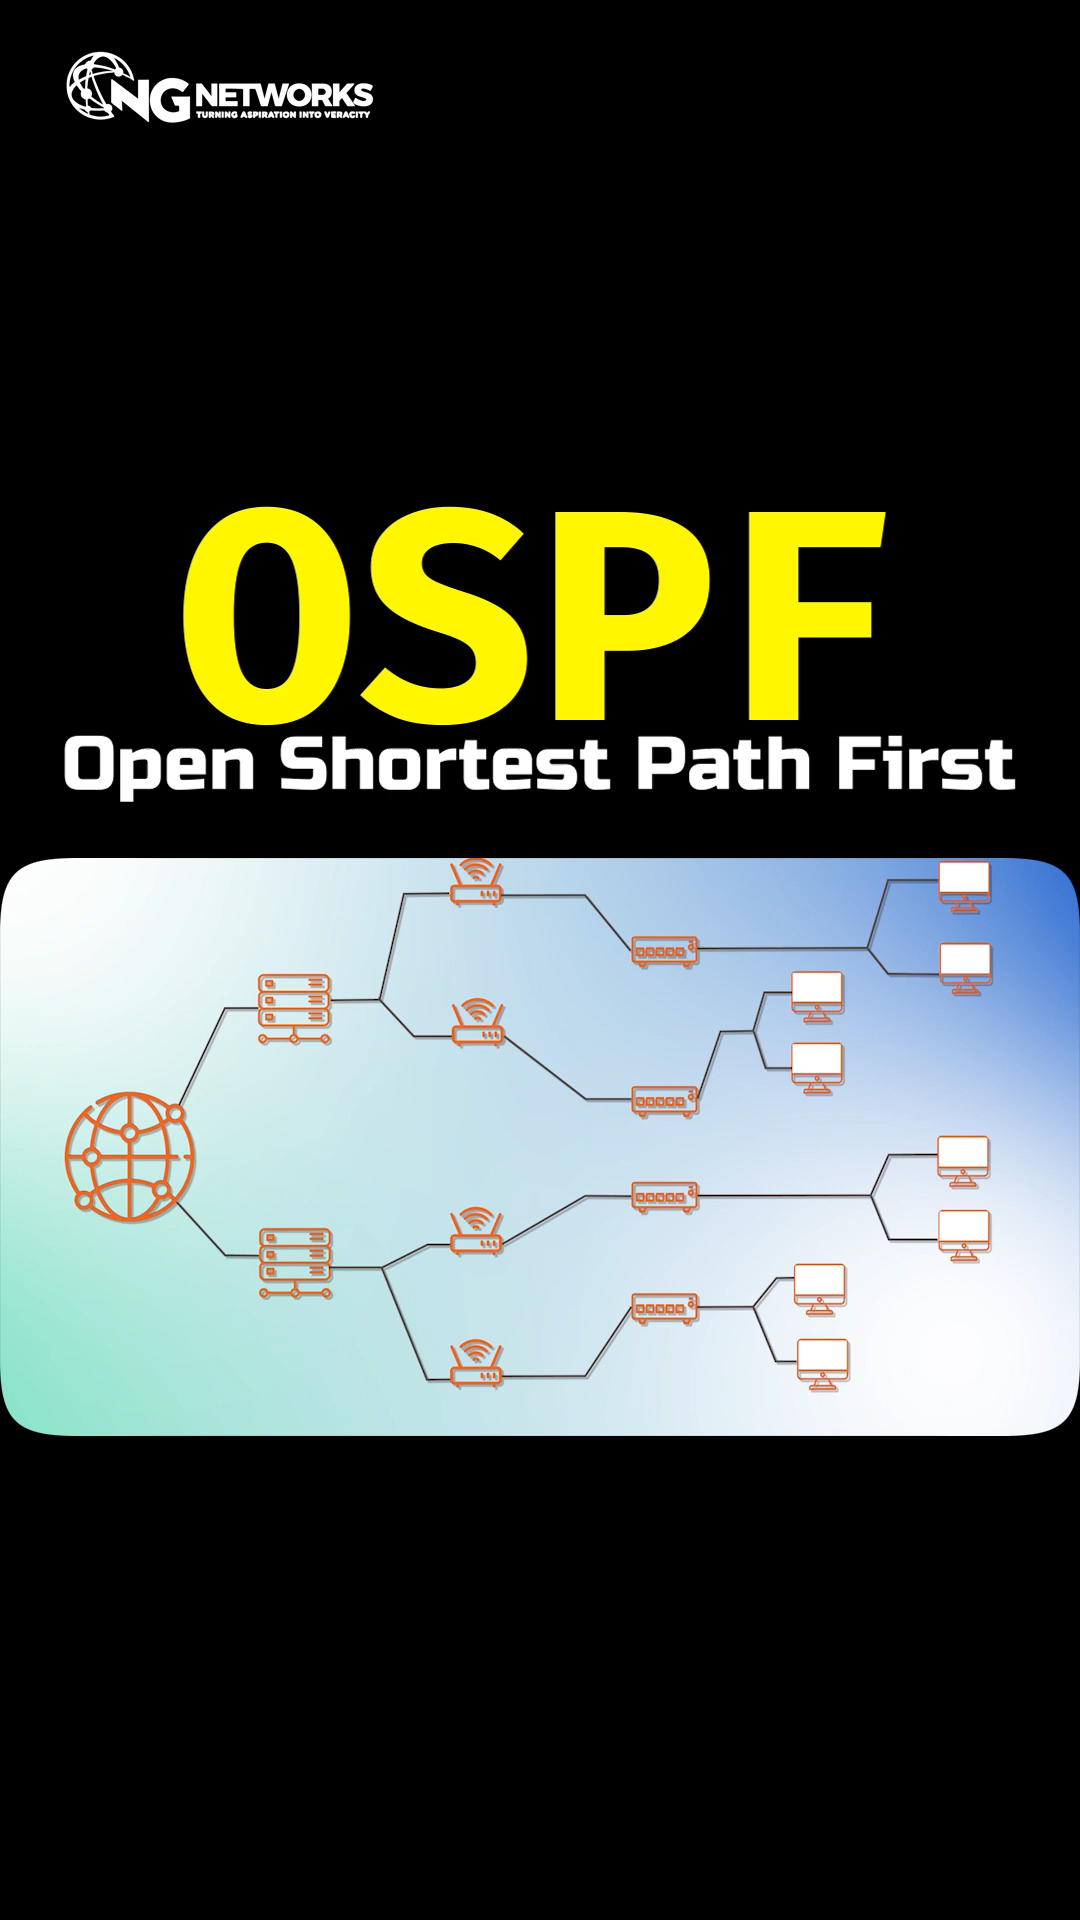 NG NETWORKS
TURNING ASPIRATION INTO VERACITY
OSPF
Open Shortest Path First